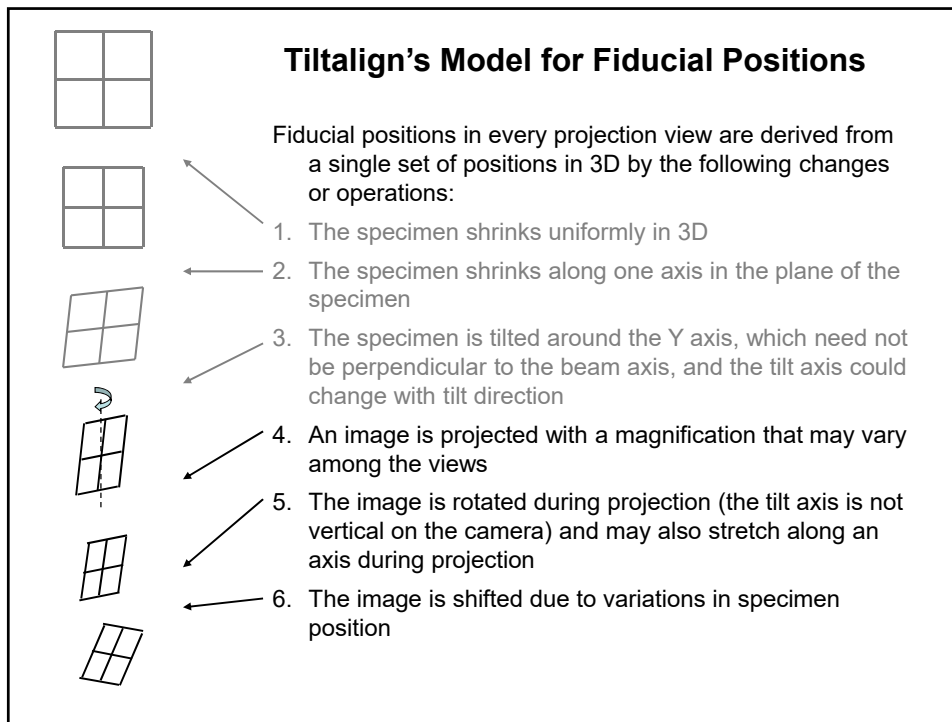 Tiltalign's Model for Fiducial Positions
Fiducial positions in every projection view are derived from
a single set of positions in 3D by the following changes
or operations:
1. The specimen shrinks uniformly in 3D
2. The specimen shrinks along one axis in the plane of the
specimen
3. The specimen is tilted around the Y axis, which need not
be perpendicular to the beam axis, and the tilt axis could
change with tilt direction
4. An image is projected with a magnification that may vary
among the views
5. The image is rotated during projection (the tilt axis is not
vertical on the camera) and may also stretch along an
axis during projection
6. The image is shifted due to variations in specimen
position